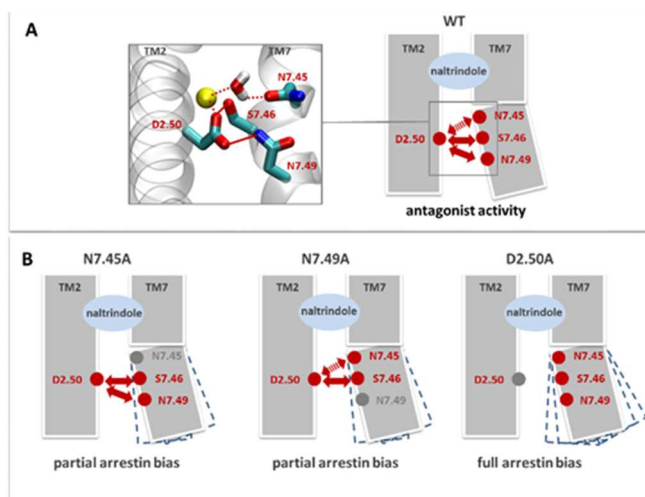 A
WT
TM2
TM7
N7.45
D2.50
S7.46
N7.49
TM2
TM7
naltrindole
N7.45
D2.50
S7.46
N7.49
antagonist activity
B
N7.45A
N7.49A
D2.50A
TM2
TM7
naltrindole
N7.45
D2.50
S7.46
N7.49
partial arrestin bias
TM2
TM7
naltrindole
N7.45
D2.50
S7.46
N7.49
partial arrestin bias
TM2
TM7
naltrindole
N7.45
D2.50
S7.46
N7.49
full arrestin bias